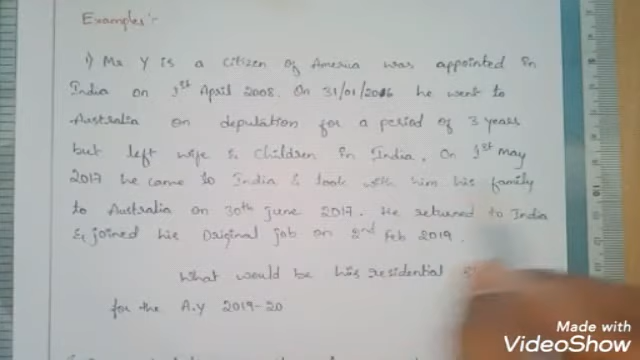 Examples:-
1) Mr Y is a citizen of America was appointed in
India on 1st April 2008. On 31/01/2016 he went to
Australia on deputation for a period of 3 years
but left wife & children in India. On 1st May
2017 he came to India & took with him his family
to Australia on 30th June 2017. He returned to India
& joined his Original job on 2nd Feb 2019.
What would be his residential
for the A.Y 2019-20
Made with
VideoShow